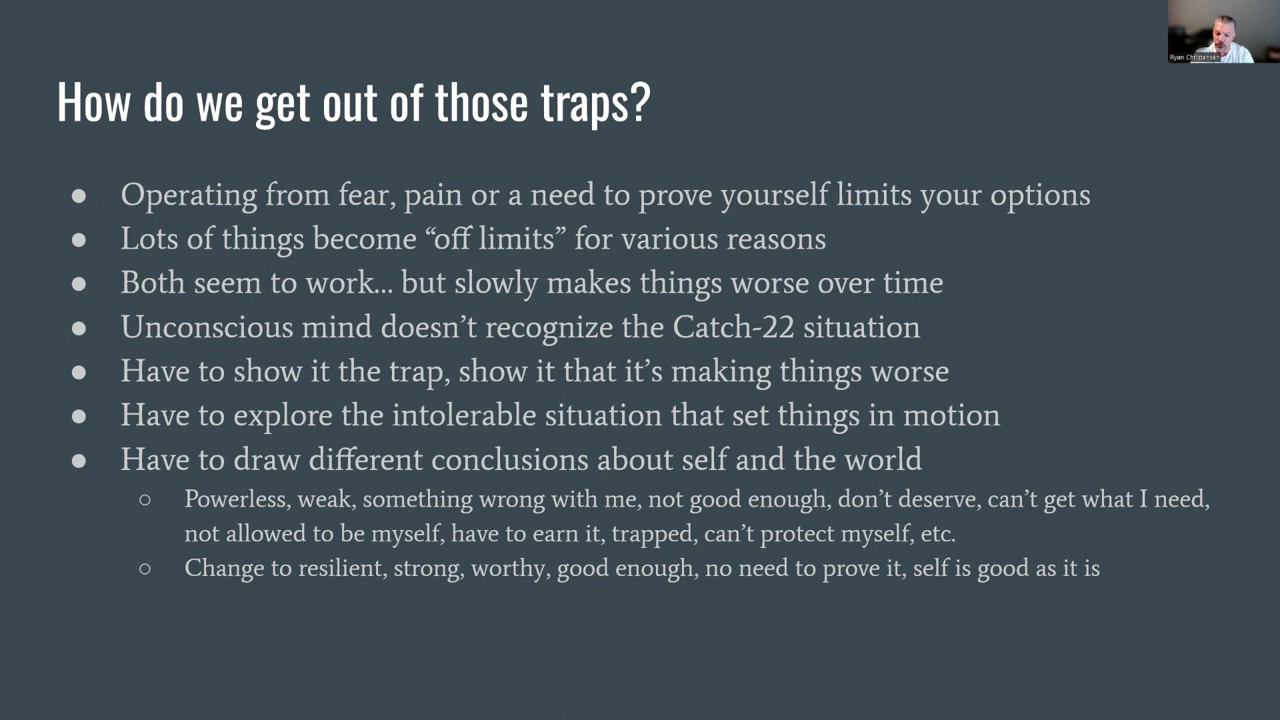 Ryan Christensen
How do we get out of those traps?
● Operating from fear, pain or a need to prove yourself limits your options
● Lots of things become “off limits” for various reasons
● Both seem to work... but slowly makes things worse over time
● Unconscious mind doesn’t recognize the Catch-22 situation
● Have to show it the trap, show it that it’s making things worse
● Have to explore the intolerable situation that set things in motion
● Have to draw different conclusions about self and the world
○ Powerless, weak, something wrong with me, not good enough, don’t deserve, can’t get what I need,
not allowed to be myself, have to earn it, trapped, can’t protect myself, etc.
○ Change to resilient, strong, worthy, good enough, no need to prove it, self is good as it is